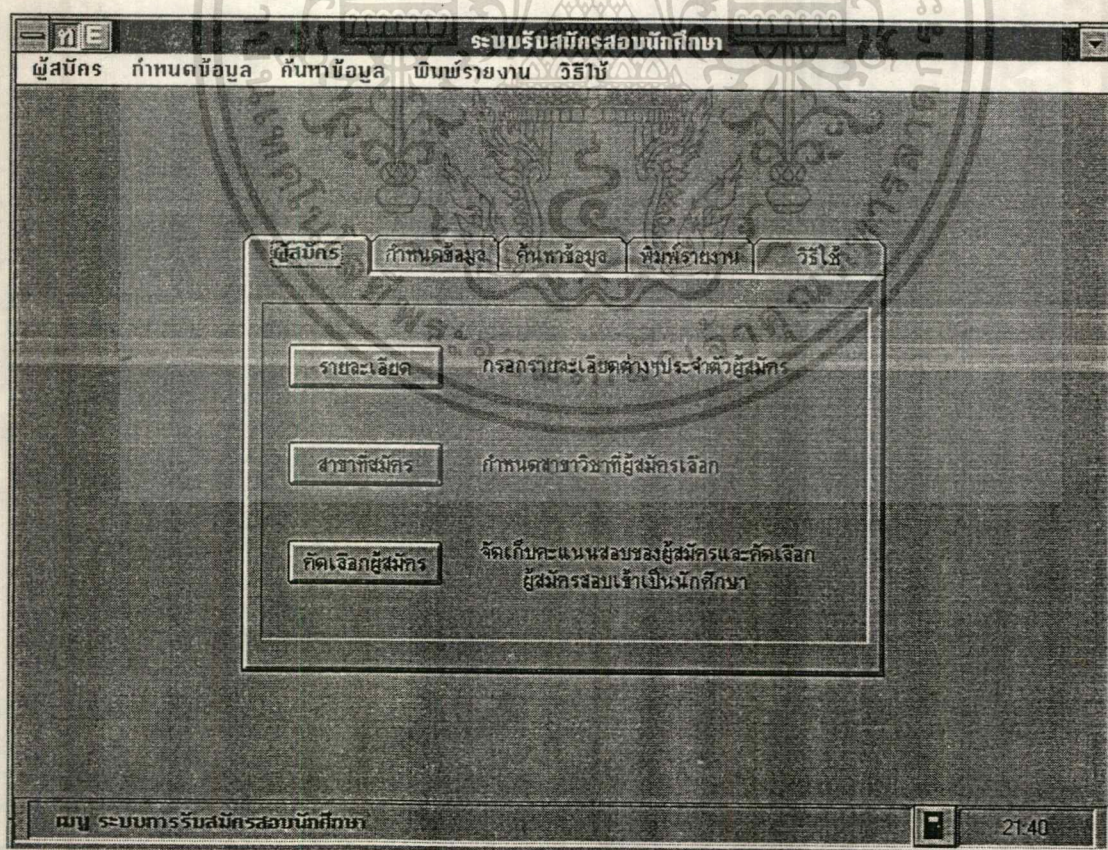 ท E ระบบรับสมัครสอบนักศึกษา
ผู้สมัคร กำหนดข้อมูล ค้นหาข้อมูล พิมพ์รายงาน วิธีใช้
ผู้สมัคร กำหนดข้อมูล ค้นหาข้อมูล พิมพ์รายงาน วิธีใช้
รายละเอียด กรอกรายละเอียดต่างๆประจำตัวผู้สมัคร
สาขาที่สมัคร กำหนดสาขาวิชาที่ผู้สมัครเลือก
คัดเลือกผู้สมัคร จัดเก็บคะแนนสอบของผู้สมัครและคัดเลือก
ผู้สมัครสอบเข้าเป็นนักศึกษา
เมนู ระบบการรับสมัครสอบนักศึกษา 21:40